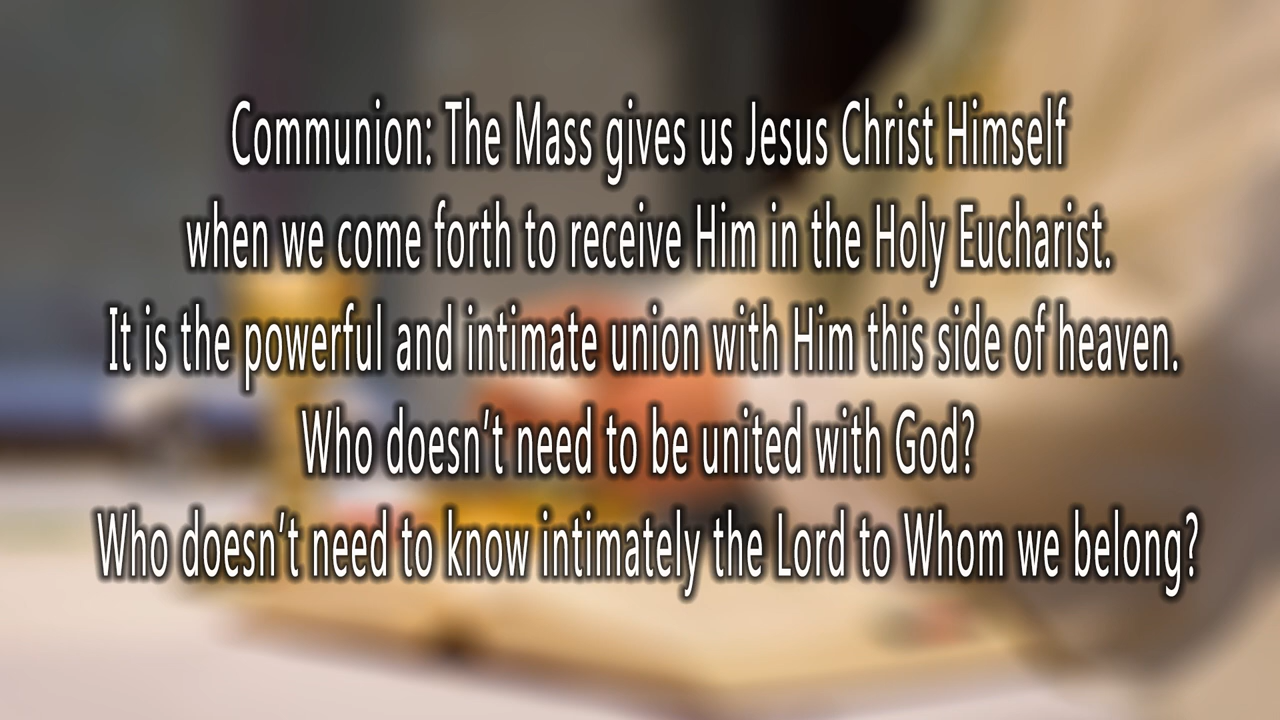 Communion: The Mass gives us Jesus Christ Himself
when we come forth to receive Him in the Holy Eucharist.
It is the powerful and intimate union with Him this side of heaven.
Who doesn’t need to be united with God?
Who doesn’t need to know intimately the Lord to Whom we belong?